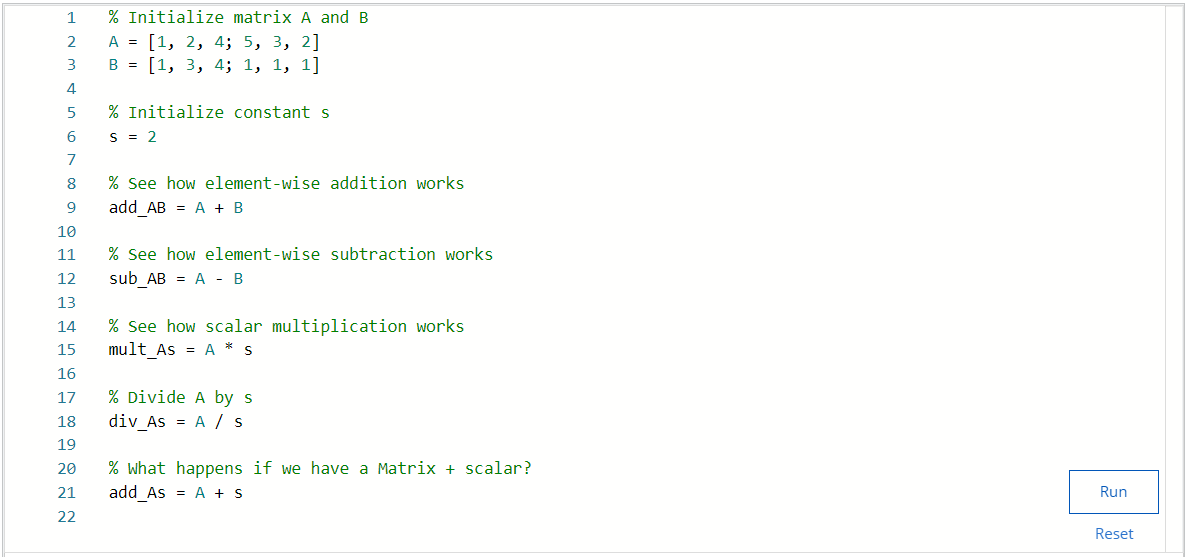 1 % Initialize matrix A and B
2 A = [1, 2, 4; 5, 3, 2]
3 B = [1, 3, 4; 1, 1, 1]
4
5 % Initialize constant s
6 s = 2
7
8 % See how element-wise addition works
9 add_AB = A + B
10
11 % See how element-wise subtraction works
12 sub_AB = A - B
13
14 % See how scalar multiplication works
15 mult_As = A * s
16
17 % Divide A by s
18 div_As = A / s
19
20 % What happens if we have a Matrix + scalar?
21 add_As = A + s
22
Run
Reset